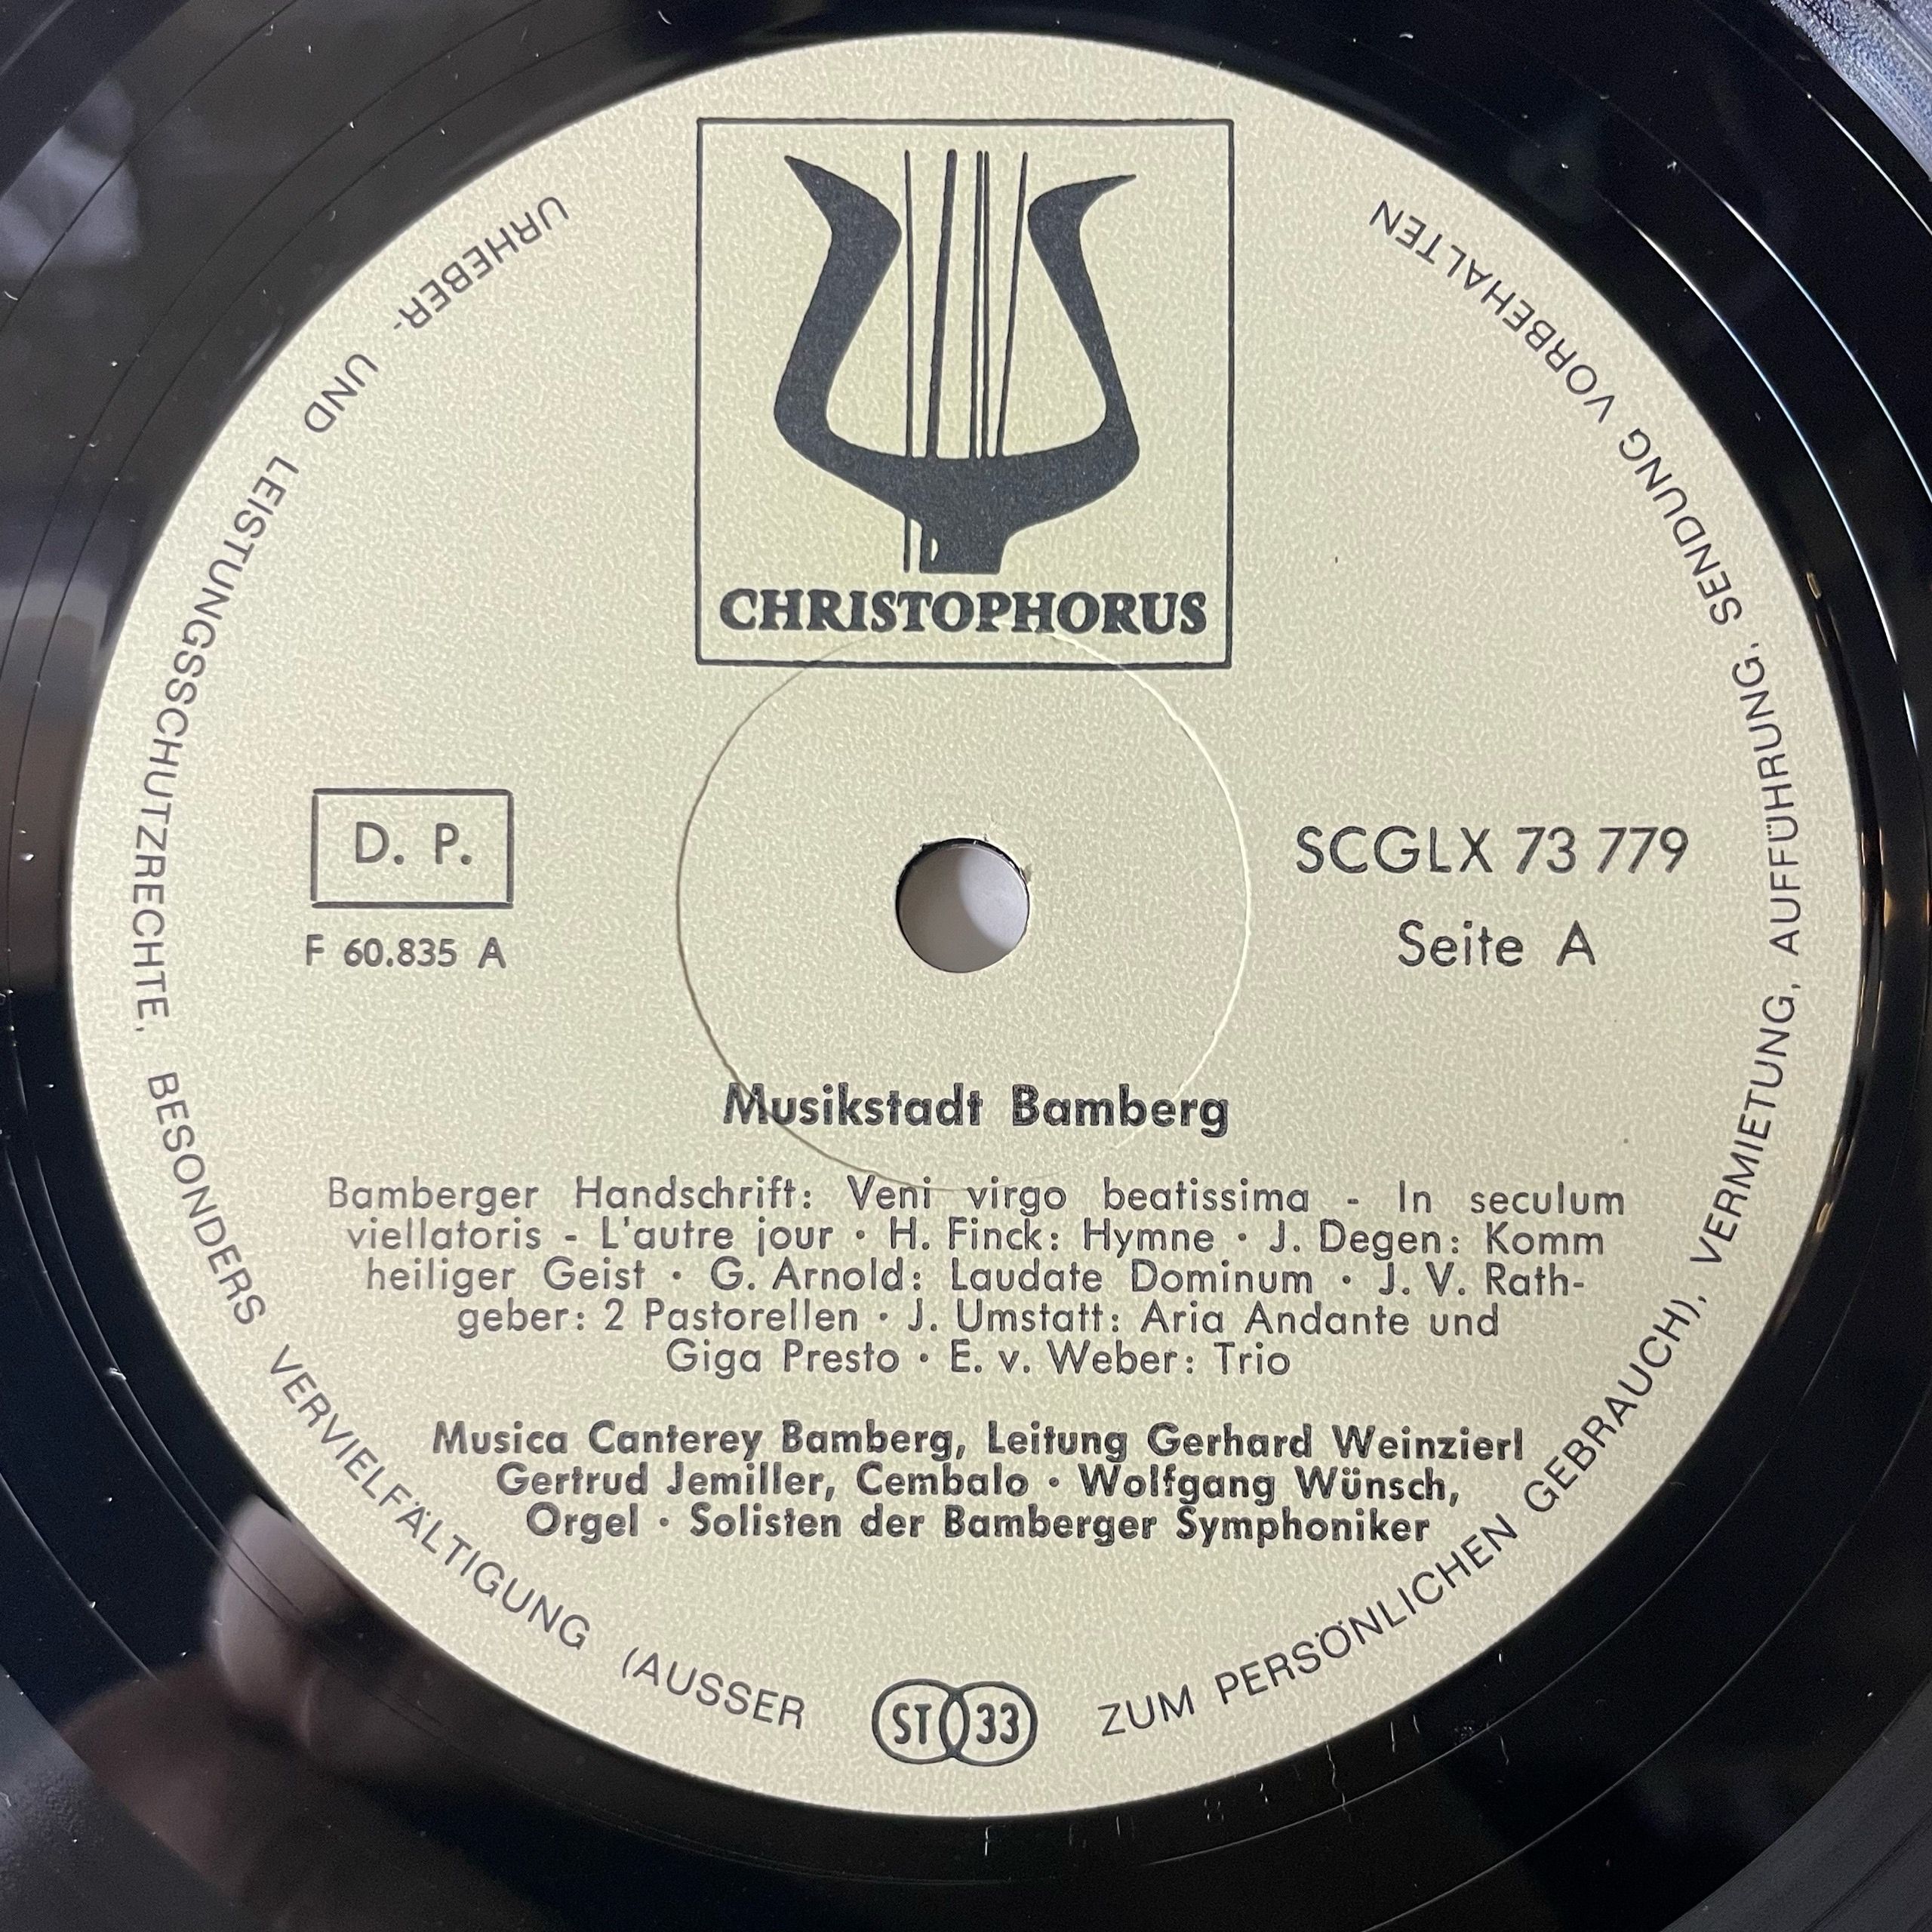 CHRISTOPHORUS
D. P.
F 60.835 A
SCGLX 73 779
Seite A
Musikstadt Bamberg
Bamberger Handschrift: Veni virgo beatissima - In seculum
viellatoris - L'autre jour · H. Finck: Hymne · J. Degen: Komm
heiliger Geist · G. Arnold: Laudate Dominum · J. V. Rath-
geber: 2 Pastorellen · J. Umstatt: Aria Andante und
Giga Presto · E. v. Weber: Trio
Musica Canterey Bamberg, Leitung Gerhard Weinzierl
Gertrud Jemiller, Cembalo · Wolfgang Wünsch,
Orgel · Solisten der Bamberger Symphoniker
ST 33
URHEBER- UND LEISTUNGSSCHUTZRECHTE, BESONDERS VERVIELFÄLTIGUNG (AUSSER ZUM PERSÖNLICHEN GEBRAUCH), VERMIETUNG, AUFFÜHRUNG, SENDUNG VORBEHALTEN